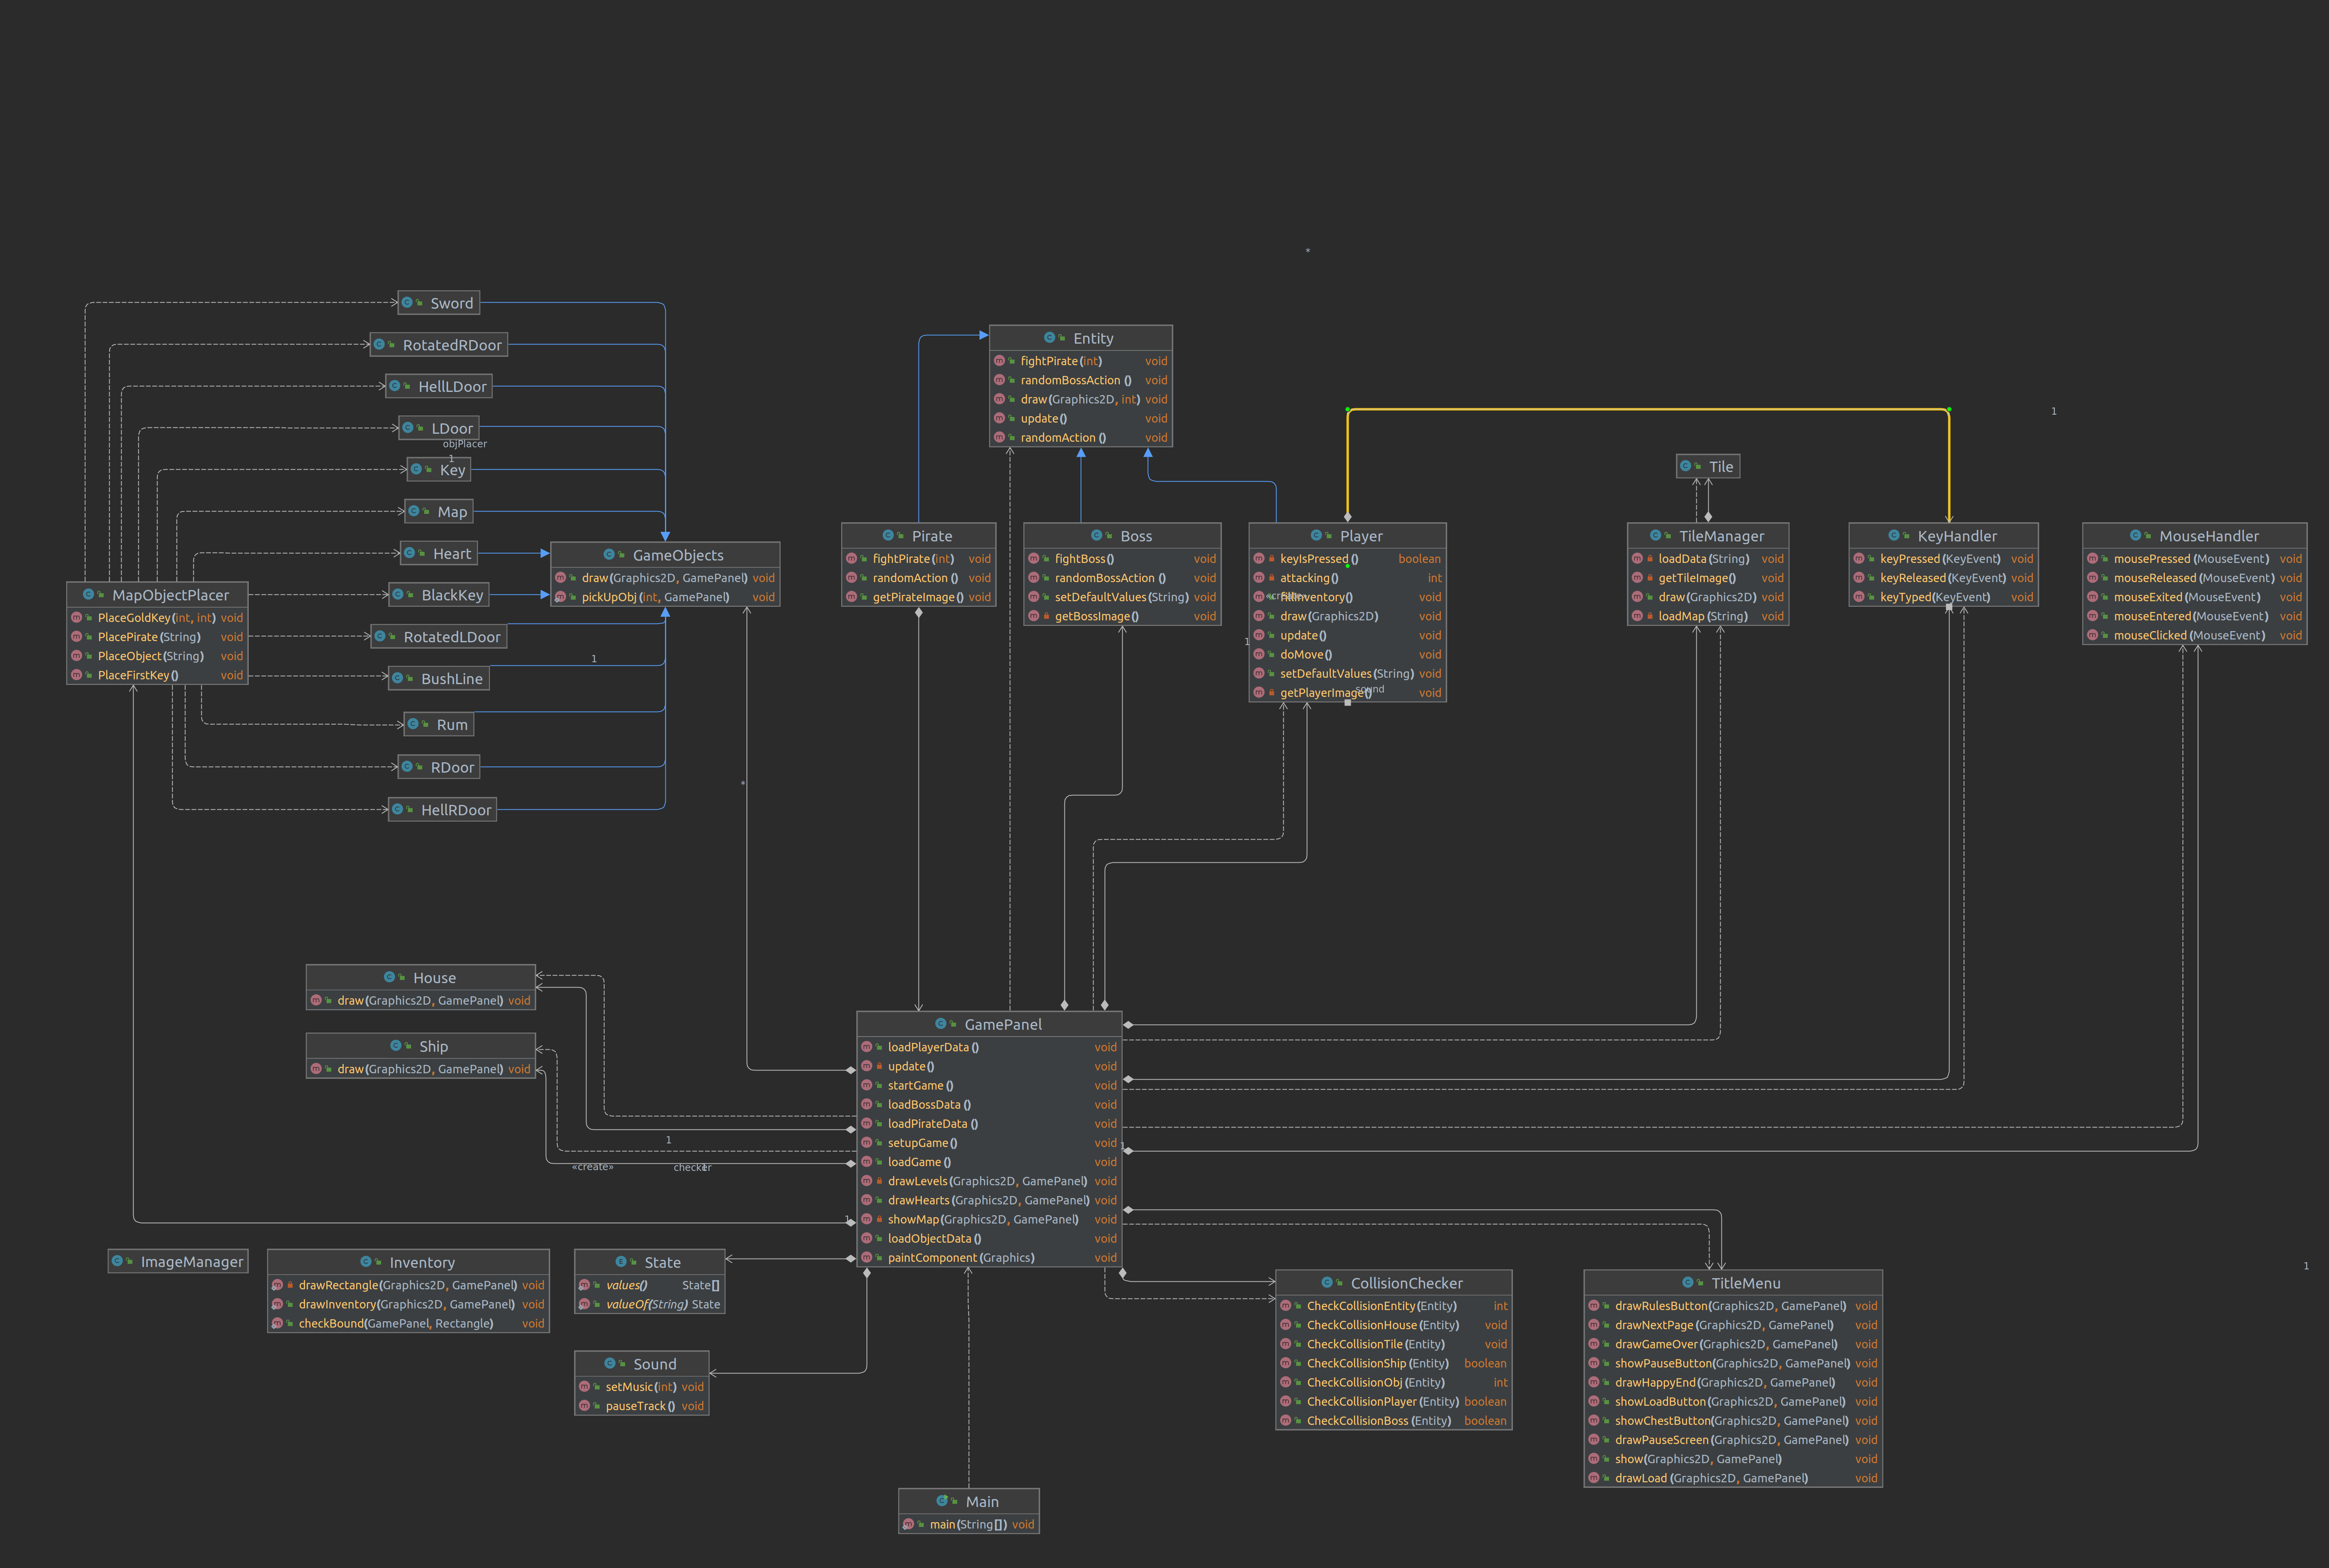 *
Sword
RotatedRDoor
HellLDoor
LDoor
objPlacer
1
Key
Map
Heart
BlackKey
RotatedLDoor
BushLine
1
Rum
RDoor
HellRDoor
MapObjectPlacer
PlaceGoldKey(int, int) void
PlacePirate(String) void
PlaceObject(String) void
PlaceFirstKey() void
GameObjects
draw(Graphics2D, GamePanel) void
pickUpObj(int, GamePanel) void
*
Entity
fightPirate(int) void
randomBossAction() void
draw(Graphics2D, int) void
update() void
randomAction() void
Pirate
fightPirate(int) void
randomAction() void
getPirateImage() void
Boss
fightBoss() void
randomBossAction() void
setDefaultValues(String) void
getBossImage() void
1
Player
keyIsPressed() boolean
attacking() int
void
draw(Graphics2D) void
update() void
doMove() void
setDefaultValues(String) void
getPlayerImage() void
sound
1
Tile
TileManager
loadData(String) void
getTileImage() void
draw(Graphics2D) void
loadMap(String) void
KeyHandler
keyPressed(KeyEvent) void
keyReleased(KeyEvent) void
keyTyped(KeyEvent) void
MouseHandler
mousePressed(MouseEvent) void
mouseReleased(MouseEvent) void
mouseExited(MouseEvent) void
mouseEntered(MouseEvent) void
mouseClicked(MouseEvent) void
House
draw(Graphics2D, GamePanel) void
Ship
draw(Graphics2D, GamePanel) void
1
«create»
checker
GamePanel
loadPlayerData() void
update() void
startGame() void
loadBossData() void
loadPirateData() void
setupGame() void
loadGame() void
drawLevels(Graphics2D, GamePanel) void
drawHearts(Graphics2D, GamePanel) void
showMap(Graphics2D, GamePanel) void
loadObjectData() void
paintComponent(Graphics) void
1
1
1
ImageManager
Inventory
drawRectangle(Graphics2D, GamePanel) void
drawInventory(Graphics2D, GamePanel) void
checkBound(GamePanel, Rectangle) void
State
values() State[]
valueOf(String) State
Sound
setMusic(int) void
pauseTrack() void
CollisionChecker
CheckCollisionEntity(Entity) int
CheckCollisionHouse(Entity) void
CheckCollisionTile(Entity) void
CheckCollisionShip(Entity) boolean
CheckCollisionObj(Entity) int
CheckCollisionPlayer(Entity) boolean
CheckCollisionBoss(Entity) boolean
TitleMenu
drawRulesButton(Graphics2D, GamePanel) void
drawNextPage(Graphics2D, GamePanel) void
drawGameOver(Graphics2D, GamePanel) void
showPauseButton(Graphics2D, GamePanel) void
drawHappyEnd(Graphics2D, GamePanel) void
showLoadButton(Graphics2D, GamePanel) void
showChestButton(Graphics2D, GamePanel) void
drawPauseScreen(Graphics2D, GamePanel) void
show(Graphics2D, GamePanel) void
drawLoad(Graphics2D, GamePanel) void
Main
main(String[]) void